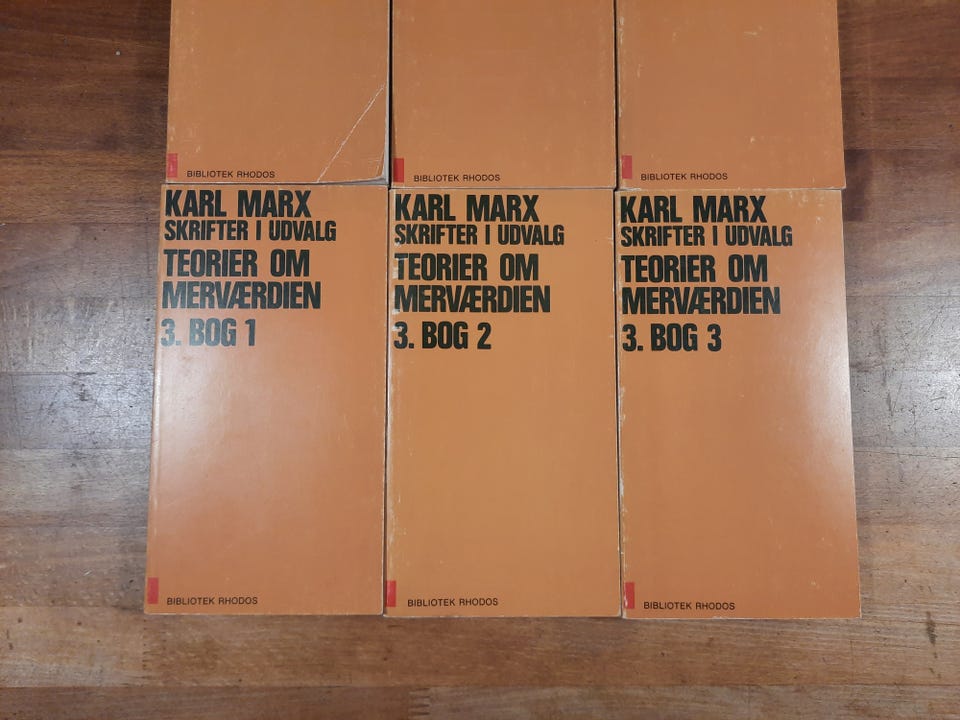 BIBLIOTEK RHODOS
BIBLIOTEK RHODOS
BIBLIOTEK RHODOS
KARL MARX
SKRIFTER I UDVALG
TEORIER OM
MERVÆRDIEN
3. BOG 1
BIBLIOTEK RHODOS
KARL MARX
SKRIFTER I UDVALG
TEORIER OM
MERVÆRDIEN
3. BOG 2
BIBLIOTEK RHODOS
KARL MARX
SKRIFTER I UDVALG
TEORIER OM
MERVÆRDIEN
3. BOG 3
BIBLIOTEK RHODOS